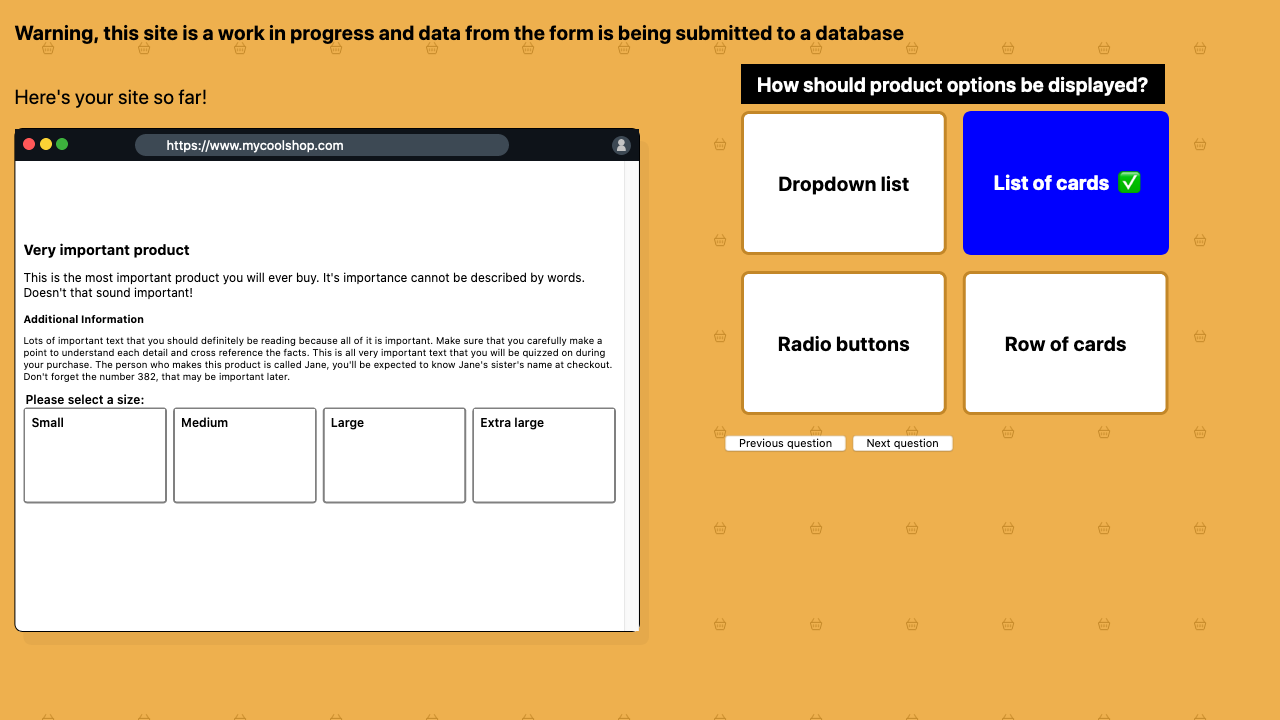 Warning, this site is a work in progress and data from the form is being submitted to a database
Here's your site so far!
https://www.mycoolshop.com
Very important product
This is the most important product you will ever buy. It's importance cannot be described by words.
Doesn't that sound important!
Additional Information
Lots of important text that you should definitely be reading because all of it is important. Make sure that you carefully make a
point to understand each detail and cross reference the facts. This is all very important text that you will be quizzed on during
your purchase. The person who makes this product is called Jane, you'll be expected to know Jane's sister's name at checkout.
Don't forget the number 382, that may be important later.
Please select a size:
Small
Medium
Large
Extra large
How should product options be displayed?
Dropdown list
List of cards ✅
Radio buttons
Row of cards
Previous question
Next question